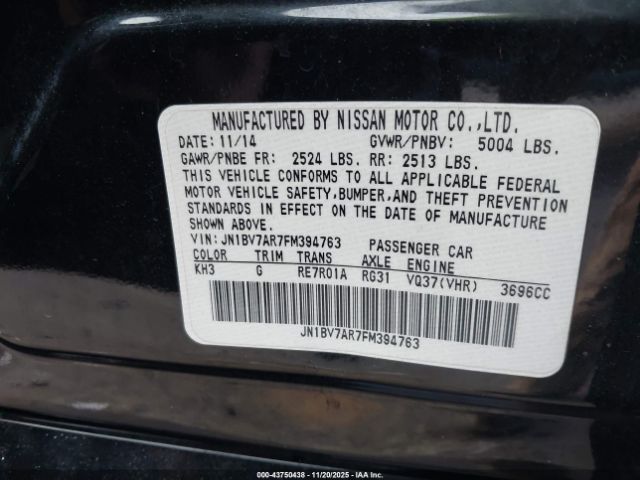 MANUFACTURED BY NISSAN MOTOR CO.,LTD.
DATE: 11/14 GVWR/PNBV: 5004 LBS.
GAWR/PNBE FR: 2524 LBS. RR: 2513 LBS.
THIS VEHICLE CONFORMS TO ALL APPLICABLE FEDERAL
MOTOR VEHICLE SAFETY,BUMPER,AND THEFT PREVENTION
STANDARDS IN EFFECT ON THE DATE OF MANUFACTURE
SHOWN ABOVE.
VIN: JN1BV7AR7FM394763 PASSENGER CAR
COLOR TRIM TRANS AXLE ENGINE
KH3 G RE7R01A RG31 VQ37(VHR) 3696CC
JN1BV7AR7FM394763
Owner: 43750438 - 11/20/2025 - IAAI.com